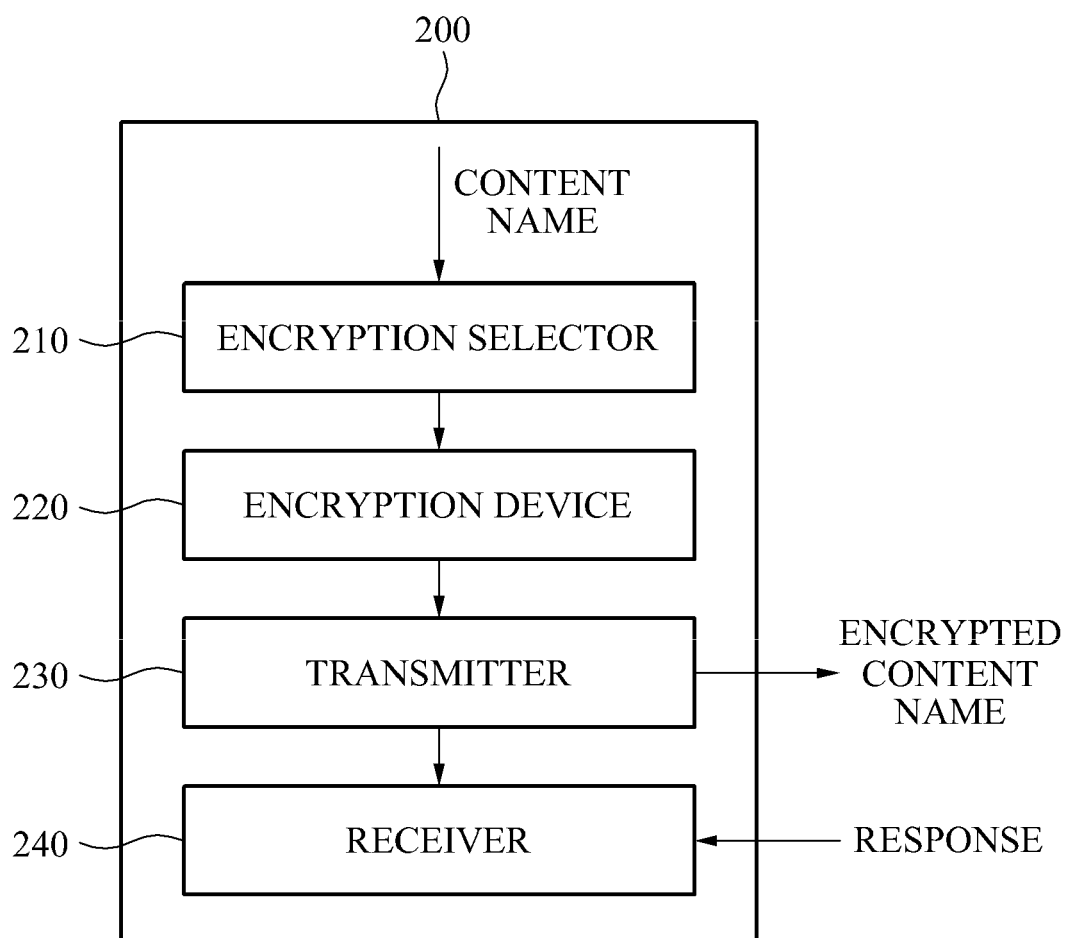 200
CONTENT
NAME
210
ENCRYPTION SELECTOR
220
ENCRYPTION DEVICE
230
TRANSMITTER
ENCRYPTED
CONTENT
NAME
240
RECEIVER
RESPONSE